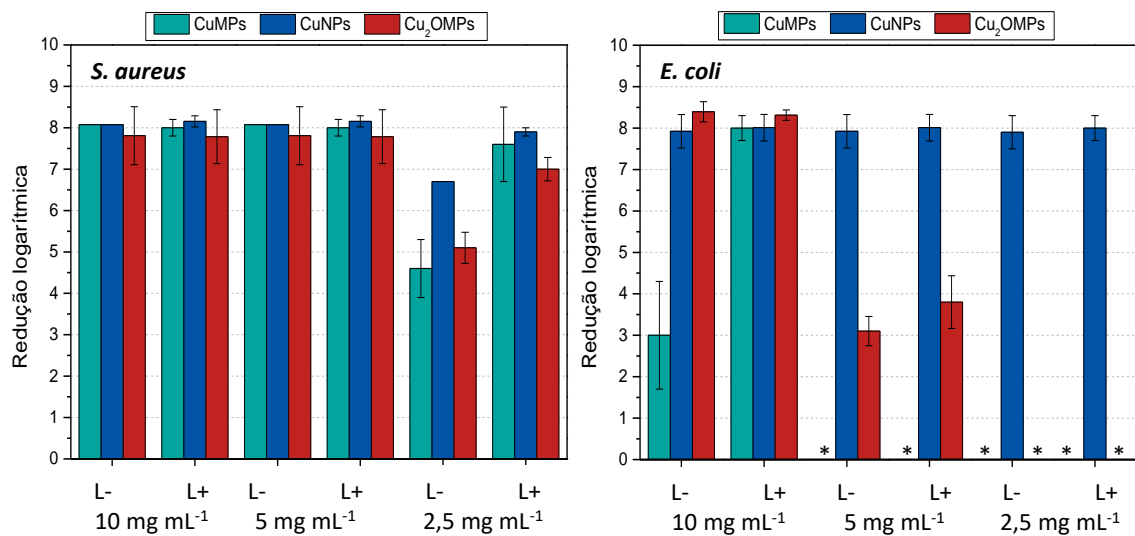 CuMPs CuNPs Cu₂OMPs
S. aureus
Redução logarítmica
10
9
8
7
6
5
4
3
2
1
0
L- L+ L- L+ L- L+
10 mg mL⁻¹ 5 mg mL⁻¹ 2,5 mg mL⁻¹
CuMPs CuNPs Cu₂OMPs
E. coli
Redução logarítmica
10
9
8
7
6
5
4
3
2
1
0
* * * * * *
L- L+ L- L+ L- L+
10 mg mL⁻¹ 5 mg mL⁻¹ 2,5 mg mL⁻¹